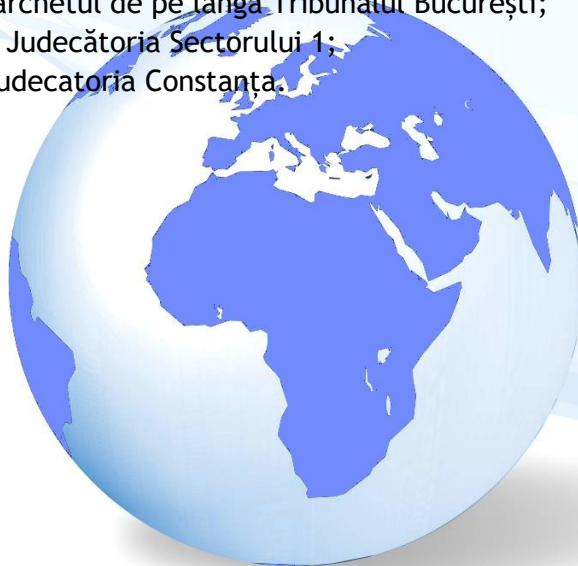 archetul de pe lângă Tribunalul București;
Judecătoria Sectorului 1;
udecatoria Constanța.